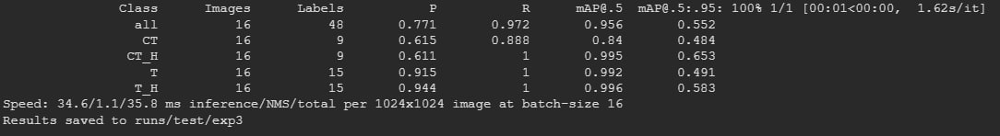 Class Images Labels P R mAP@.5 mAP@.5:.95: 100% 1/1 [00:01<00:00, 1.62s/it]
all 16 48 0.771 0.972 0.956 0.552
CT 16 9 0.615 0.888 0.84 0.484
CT_H 16 9 0.611 1 0.995 0.653
T 16 15 0.915 1 0.992 0.491
T_H 16 15 0.944 1 0.996 0.583
Speed: 34.6/1.1/35.8 ms inference/NMS/total per 1024x1024 image at batch-size 16
Results saved to runs/test/exp3